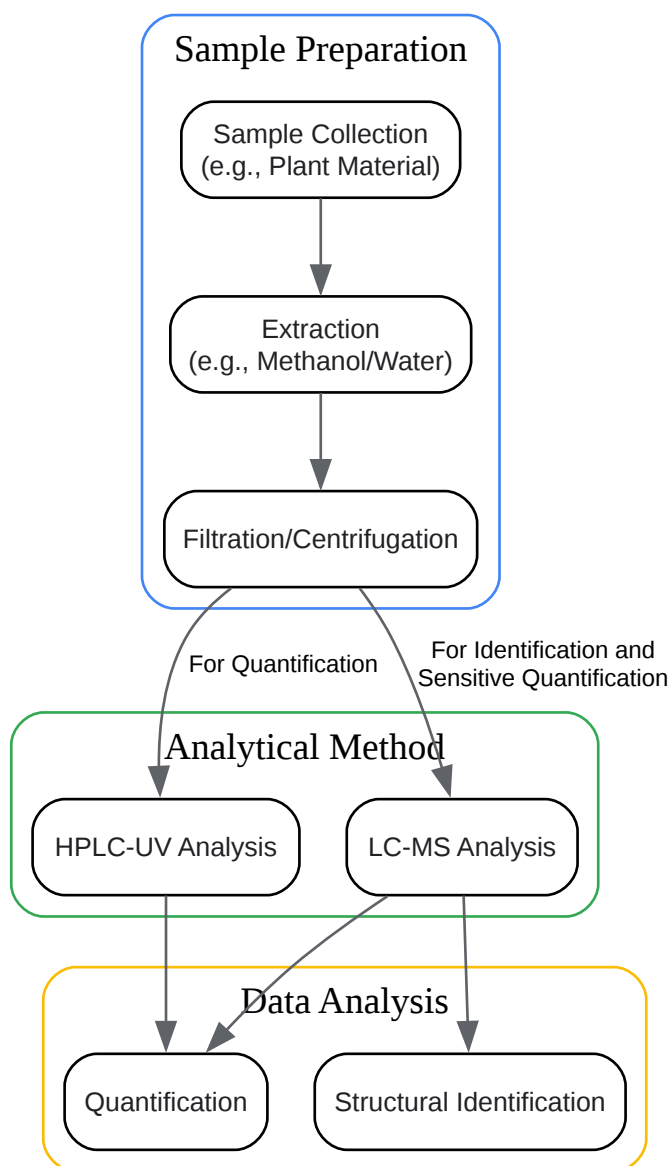 Sample Preparation
Sample Collection
(e.g., Plant Material)
Extraction
(e.g., Methanol/Water)
Filtration/Centrifugation
For Quantification
For Identification and
Sensitive Quantification
Analytical Method
HPLC-UV Analysis
LC-MS Analysis
Data Analysis
Quantification
Structural Identification